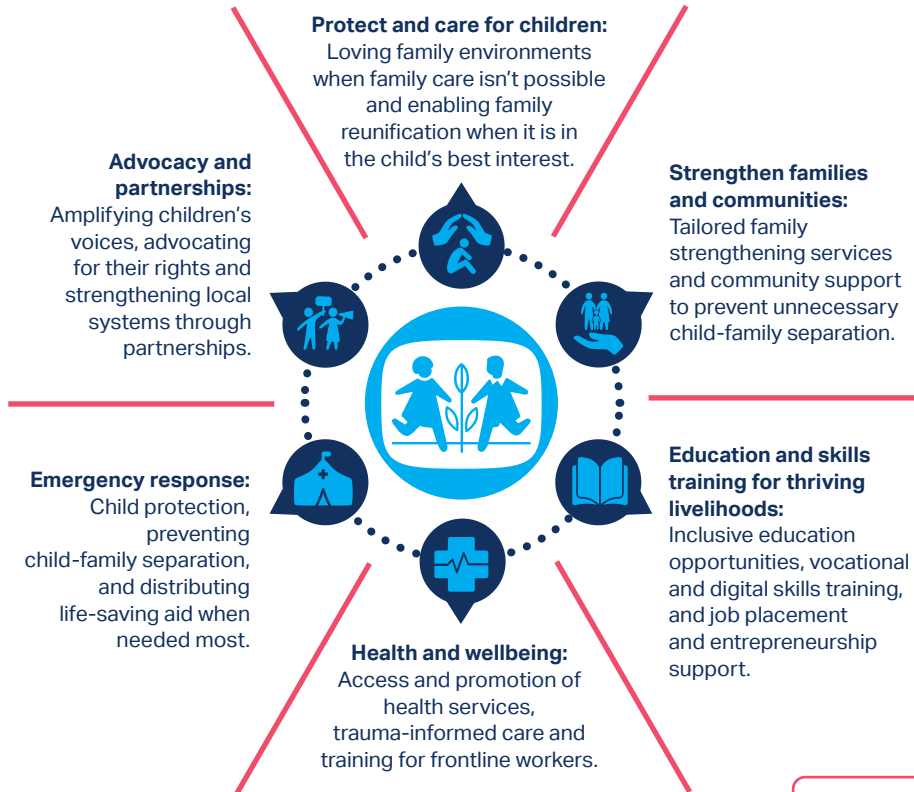 Protect and care for children:
Loving family environments
when family care isn't possible
and enabling family
reunification when it is in
the child's best interest.
Strengthen families
and communities:
Tailored family
strengthening services
and community support
to prevent unnecessary
child-family separation.
Education and skills
training for thriving
livelihoods:
Inclusive education
opportunities, vocational
and digital skills training,
and job placement
and entrepreneurship
support.
Health and wellbeing:
Access and promotion of
health services,
trauma-informed care and
training for frontline workers.
Emergency response:
Child protection,
preventing
child-family separation,
and distributing
life-saving aid when
needed most.
Advocacy and
partnerships:
Amplifying children's
voices, advocating
for their rights and
strengthening local
systems through
partnerships.